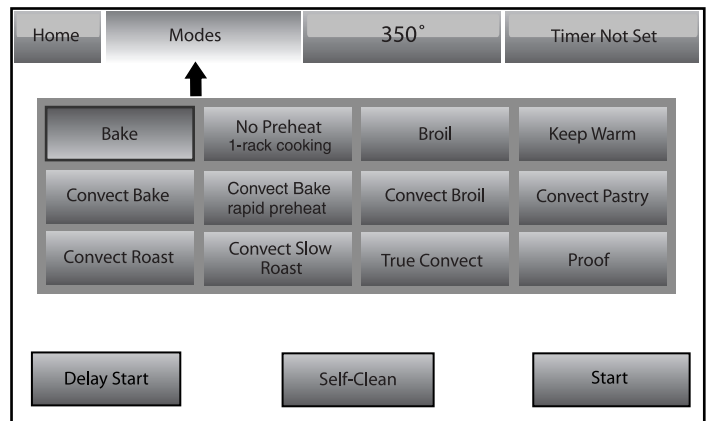 Home
Modes
350°
Timer Not Set
Bake
No Preheat
1-rack cooking
Broil
Keep Warm
Convect Bake
Convect Bake
rapid preheat
Convect Broil
Convect Pastry
Convect Roast
Convect Slow
Roast
True Convect
Proof
Delay Start
Self-Clean
Start